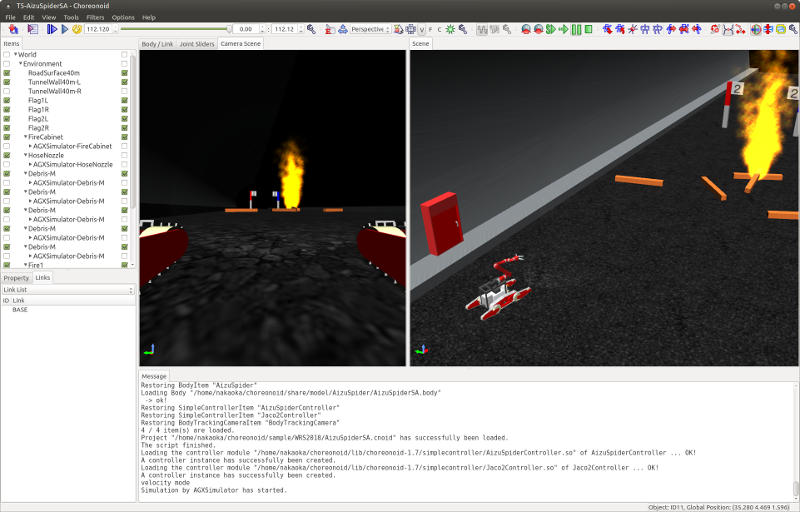 T5-AizuSpiderSA - Choreonoid
File Edit View Tools Filters Options Help
112.120 0.00 : 112.12 Perspective V F C
Items
World
Environment
RoadSurface40m
TunnelWall40m-L
TunnelWall40m-R
Flag1L
Flag1R
Flag2L
Flag2R
FireCabinet
AGXSimulator-FireCabinet
HoseNozzle
AGXSimulator-HoseNozzle
Debris-M
AGXSimulator-Debris-M
Debris-M
AGXSimulator-Debris-M
Debris-M
AGXSimulator-Debris-M
Debris-M
AGXSimulator-Debris-M
Debris-M
AGXSimulator-Debris-M
Fire1
Property Links
Link List
ID Link
BASE
Body / Link Joint Sliders Camera Scene
Scene
2
2
Message
Restoring BodyItem "AizuSpider"
Loading Body "/home/nakaoka/choreonoid/share/model/AizuSpider/AizuSpiderSA.body"
-> ok!
Restoring SimpleControllerItem "AizuSpiderController"
Restoring SimpleControllerItem "Jaco2Controller"
Restoring BodyTrackingCameraItem "BodyTrackingCamera"
4 / 4 item(s) are loaded.
Project "/home/nakaoka/choreonoid/sample/WRS2018/AizuSpiderSA.cnoid" has successfully been loaded.
The script finished.
Loading the controller module "/home/nakaoka/choreonoid/lib/choreonoid-1.7/simplecontroller/AizuSpiderController.so" of AizuSpiderController ... OK!
A controller instance has successfully been created.
Loading the controller module "/home/nakaoka/choreonoid/lib/choreonoid-1.7/simplecontroller/Jaco2Controller.so" of Jaco2Controller ... OK!
A controller instance has successfully been created.
velocity mode
Simulation by AGXSimulator has started.
Object: ID11, Global Position: (35.280 4.469 1.596)